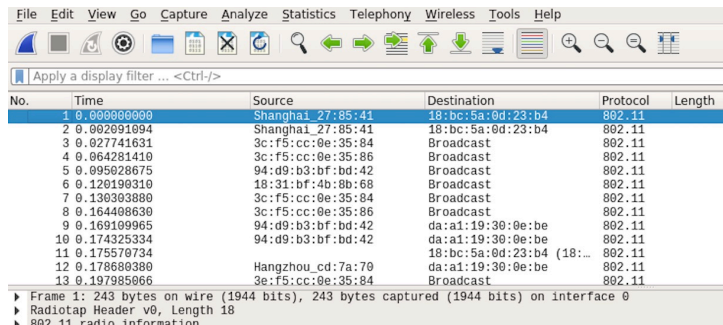 File Edit View Go Capture Analyze Statistics Telephony Wireless Tools Help
Apply a display filter ... <Ctrl-/>
No. Time Source Destination Protocol Length
1 0.000000000 Shanghai_27:85:41 18:bc:5a:0d:23:b4 802.11
2 0.002091094 Shanghai_27:85:41 18:bc:5a:0d:23:b4 802.11
3 0.027741631 3c:f5:cc:0e:35:84 Broadcast 802.11
4 0.064281410 3c:f5:cc:0e:35:86 Broadcast 802.11
5 0.095028675 94:d9:b3:bf:bd:42 Broadcast 802.11
6 0.120190310 18:31:bf:4b:8b:68 Broadcast 802.11
7 0.130303880 3c:f5:cc:0e:35:84 Broadcast 802.11
8 0.164408630 3c:f5:cc:0e:35:86 Broadcast 802.11
9 0.169109965 94:d9:b3:bf:bd:42 da:a1:19:30:0e:be 802.11
10 0.174325334 94:d9:b3:bf:bd:42 da:a1:19:30:0e:be 802.11
11 0.175570734 18:bc:5a:0d:23:b4 (18:… 802.11
12 0.178680380 Hangzhou_cd:7a:70 da:a1:19:30:0e:be 802.11
13 0.197985066 3e:f5:cc:0e:35:84 Broadcast 802.11
Frame 1: 243 bytes on wire (1944 bits), 243 bytes captured (1944 bits) on interface 0
Radiotap Header v0, Length 18
802.11 radio information